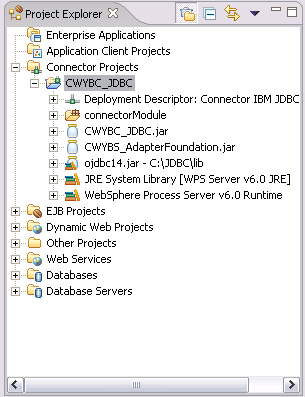 Project Explorer
Enterprise Applications
Application Client Projects
Connector Projects
CWYBC_JDBC
Deployment Descriptor: Connector IBM JDBC
connectorModule
CWYBC_JDBC.jar
CWYBS_AdapterFoundation.jar
ojdbc14.jar - C:\JDBC\lib
JRE System Library [WPS Server v6.0 JRE]
WebSphere Process Server v6.0 Runtime
EJB Projects
Dynamic Web Projects
Other Projects
Web Services
Databases
Database Servers